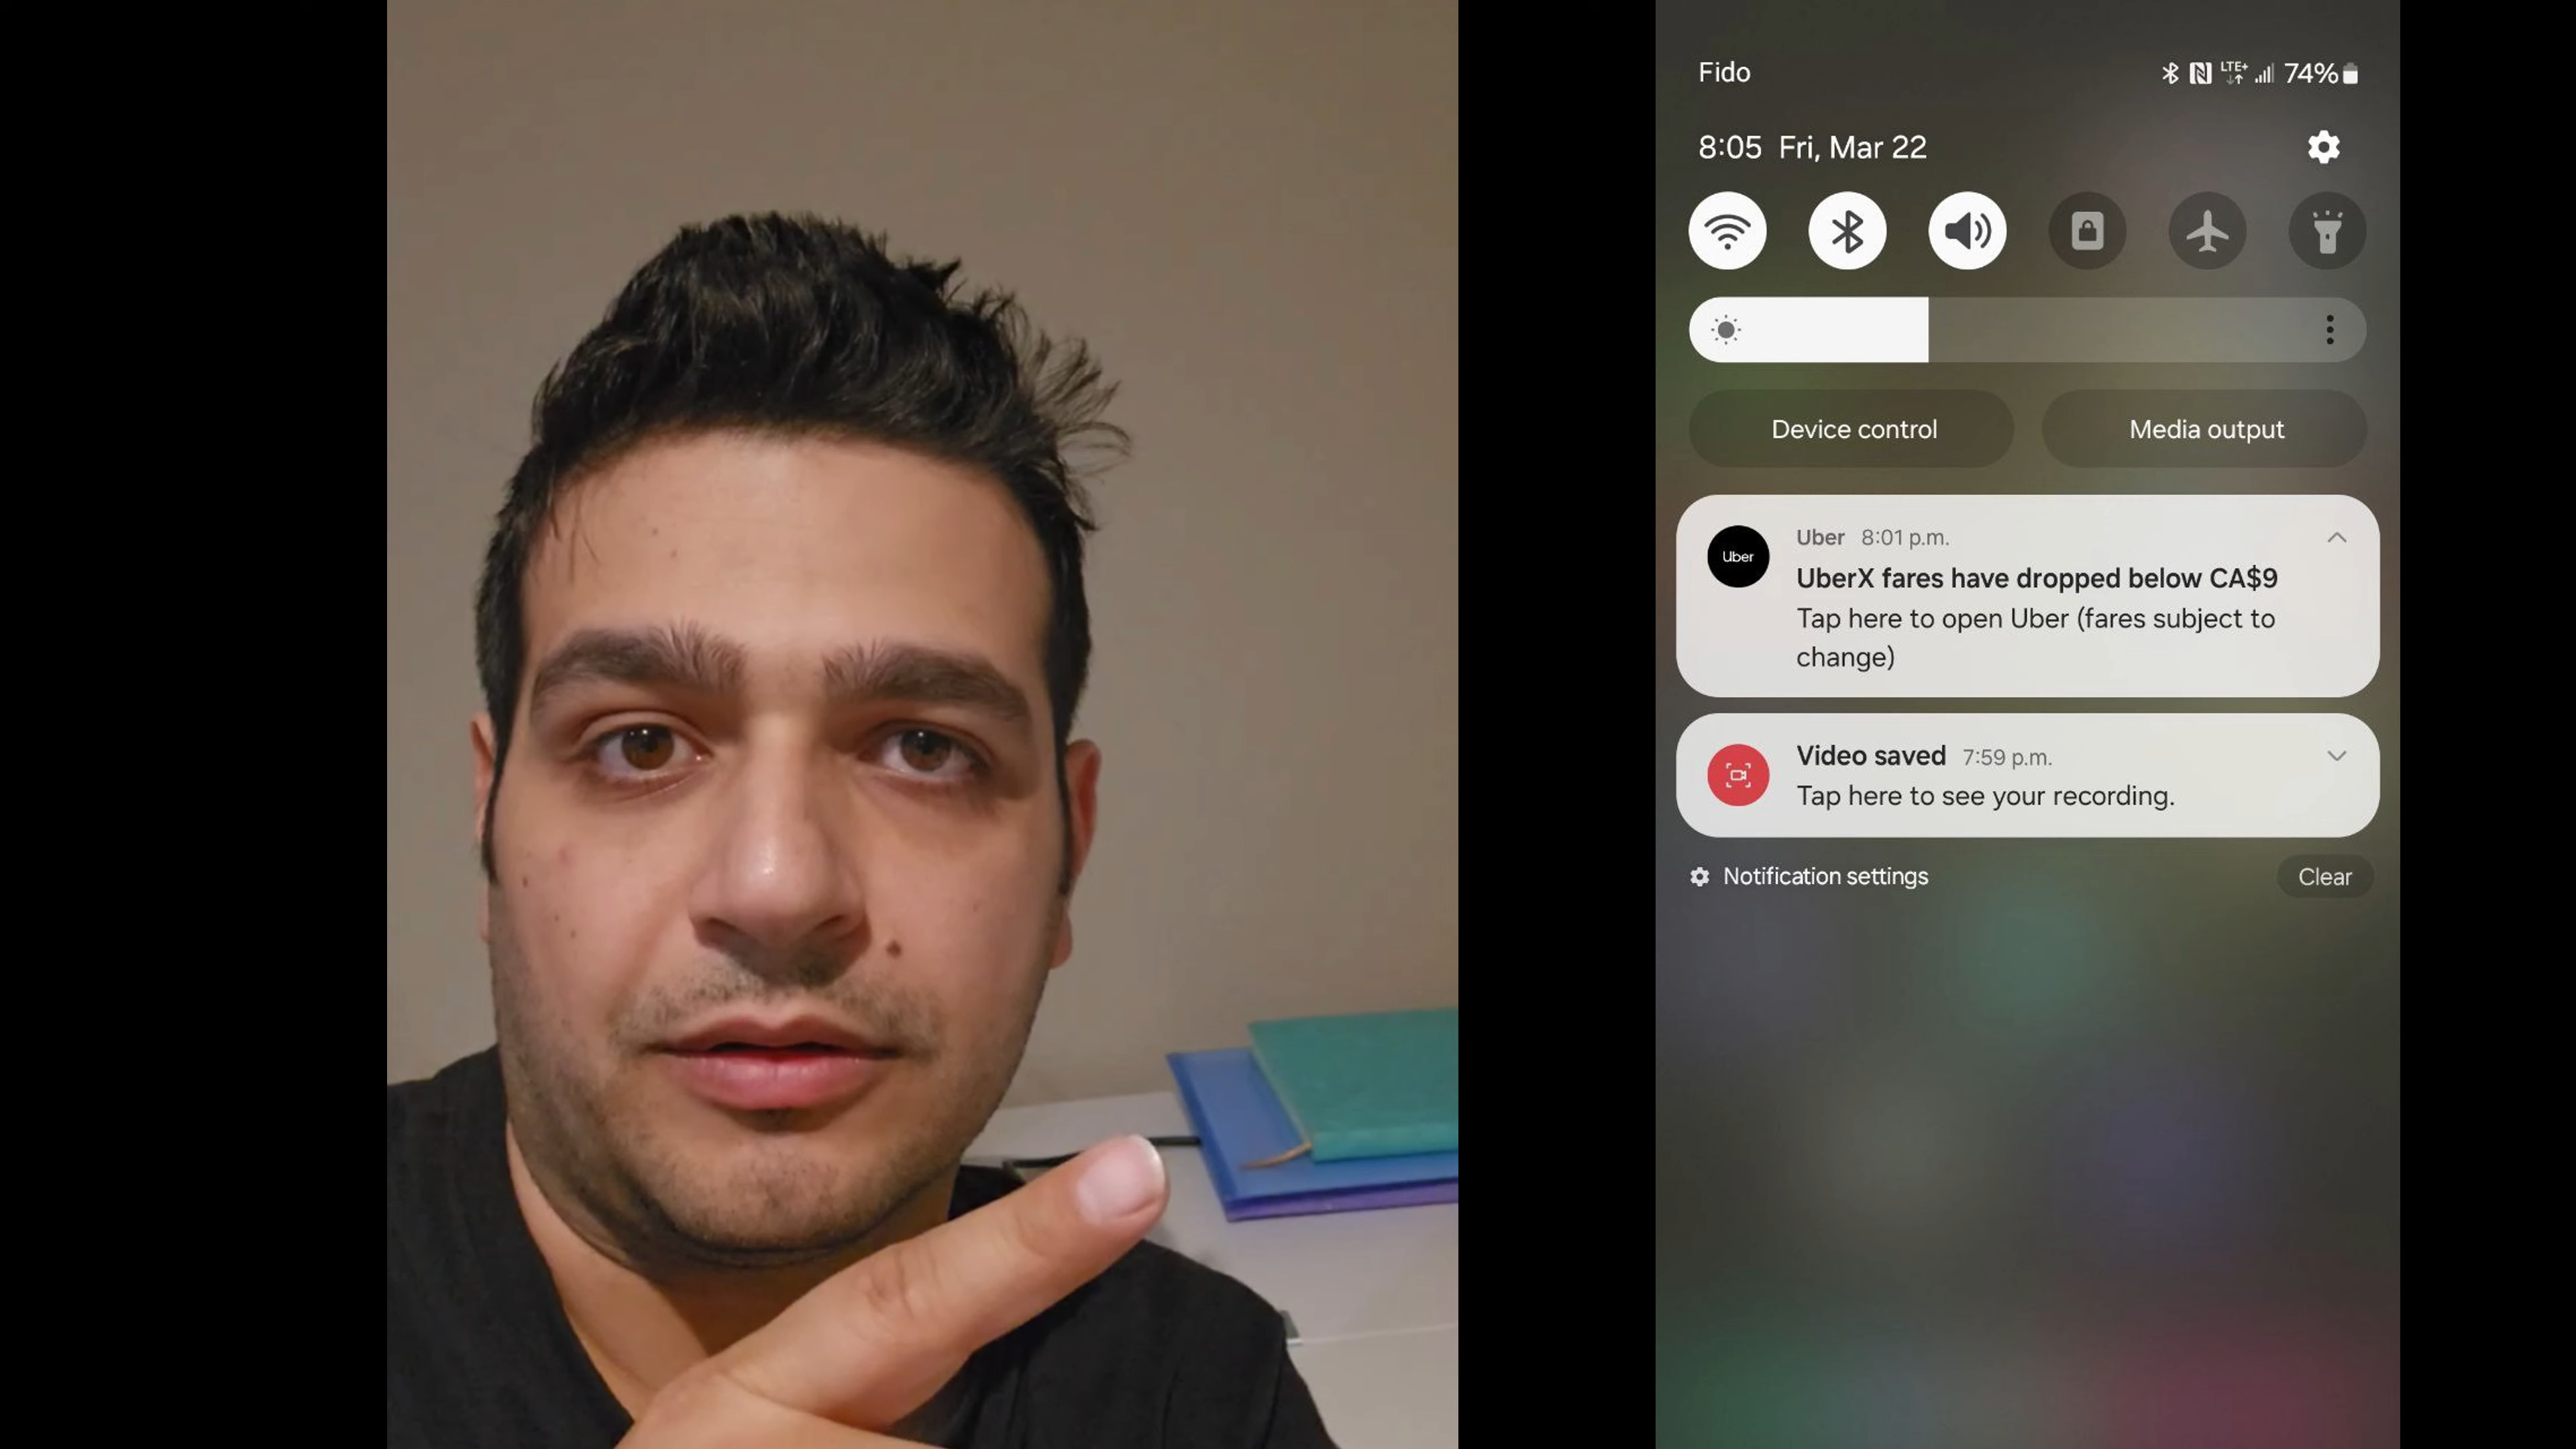 Fido
LTE+ 74%
8:05 Fri, Mar 22
Device control
Media output
Uber
Uber 8:01 p.m.
UberX fares have dropped below CA$9
Tap here to open Uber (fares subject to
change)
Video saved 7:59 p.m.
Tap here to see your recording.
Notification settings
Clear